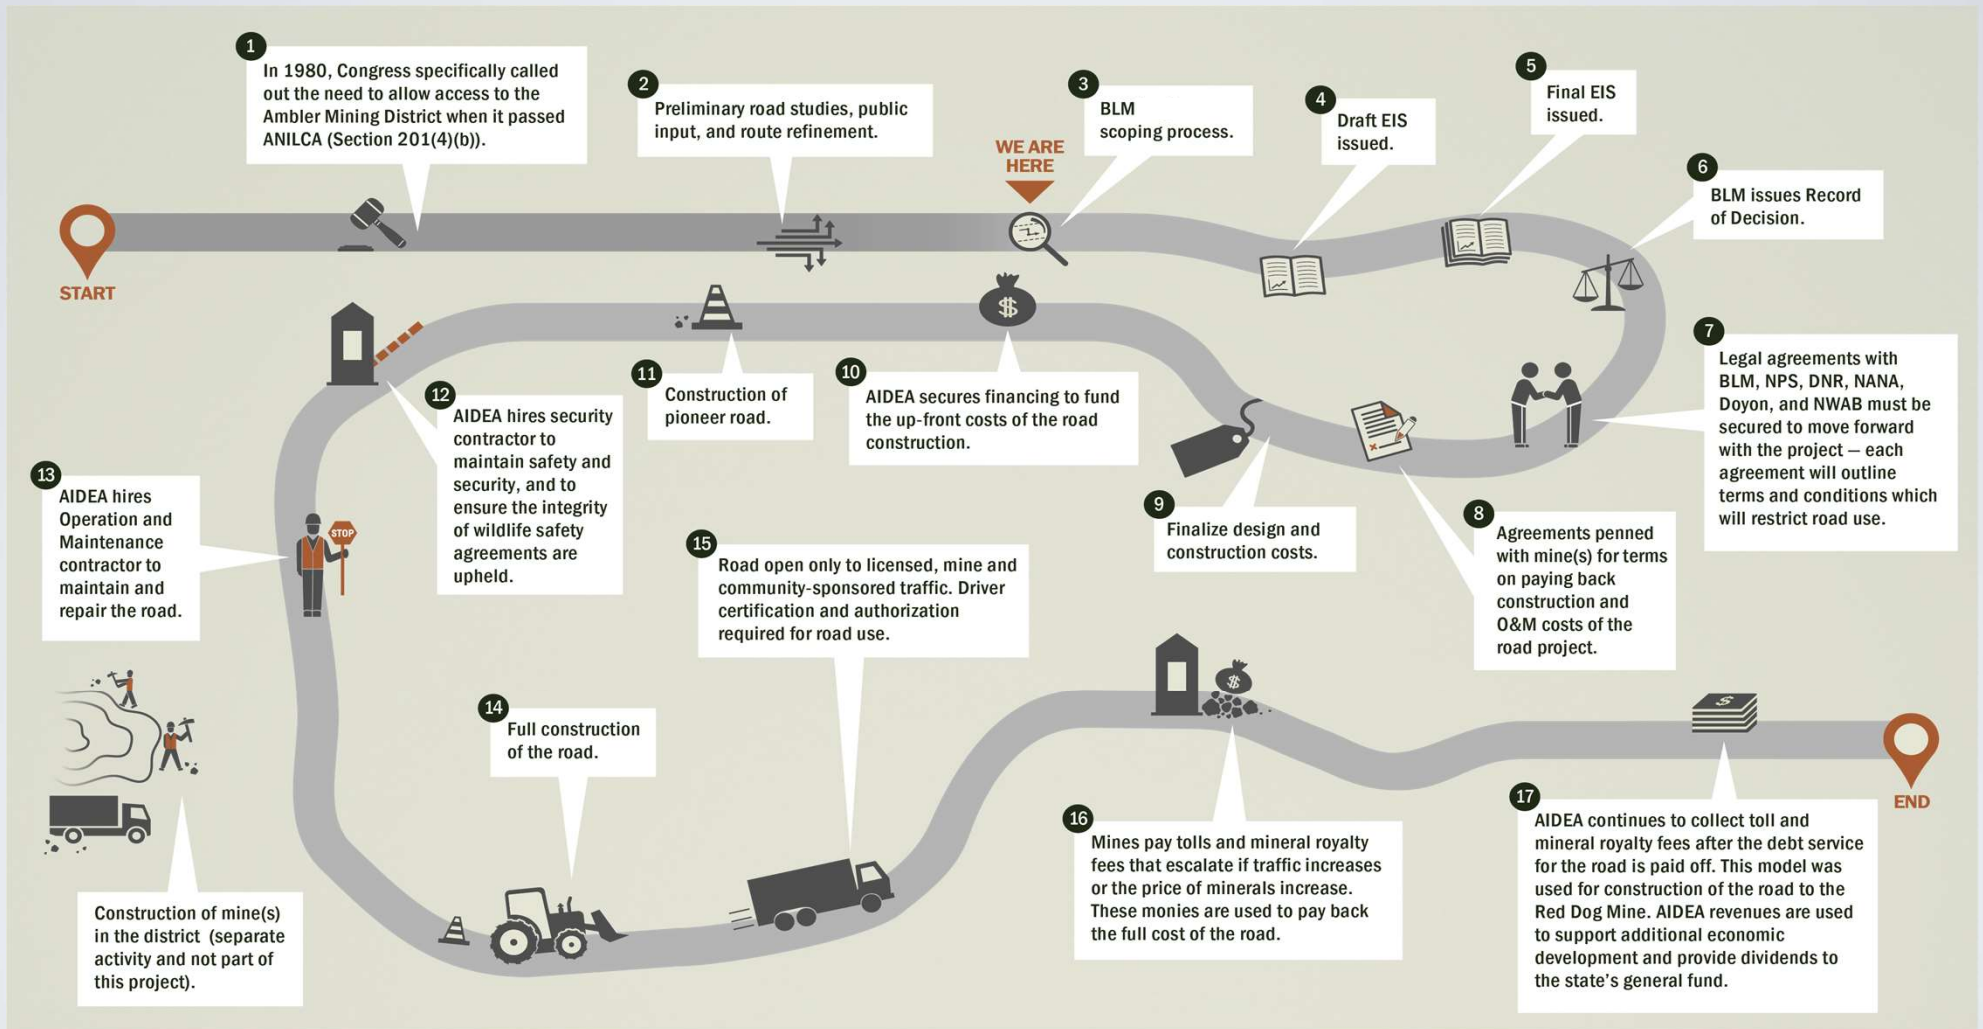 1
In 1980, Congress specifically called
out the need to allow access to the
Ambler Mining District when it passed
ANILCA (Section 201(4)(b)).
2
Preliminary road studies, public
input, and route refinement.
WE ARE
HERE
3
BLM
scoping process.
4
Draft EIS
issued.
5
Final EIS
issued.
6
BLM issues Record
of Decision.
START
7
Legal agreements with
BLM, NPS, DNR, NANA,
Doyon, and NWAB must be
secured to move forward
with the project — each
agreement will outline
terms and conditions which
will restrict road use.
8
Agreements penned
with mine(s) for terms
on paying back
construction and
O&M costs of the
road project.
9
Finalize design and
construction costs.
$
10
AIDEA secures financing to fund
the up-front costs of the road
construction.
11
Construction of
pioneer road.
12
AIDEA hires security
contractor to
maintain safety and
security, and to
ensure the integrity
of wildlife safety
agreements are
upheld.
13
AIDEA hires
Operation and
Maintenance
contractor to
maintain and
repair the road.
STOP
Construction of mine(s)
in the district (separate
activity and not part of
this project).
14
Full construction
of the road.
15
Road open only to licensed, mine and
community-sponsored traffic. Driver
certification and authorization
required for road use.
$
16
Mines pay tolls and mineral royalty
fees that escalate if traffic increases
or the price of minerals increase.
These monies are used to pay back
the full cost of the road.
$
17
AIDEA continues to collect toll and
mineral royalty fees after the debt service
for the road is paid off. This model was
used for construction of the road to the
Red Dog Mine. AIDEA revenues are used
to support additional economic
development and provide dividends to
the state's general fund.
END